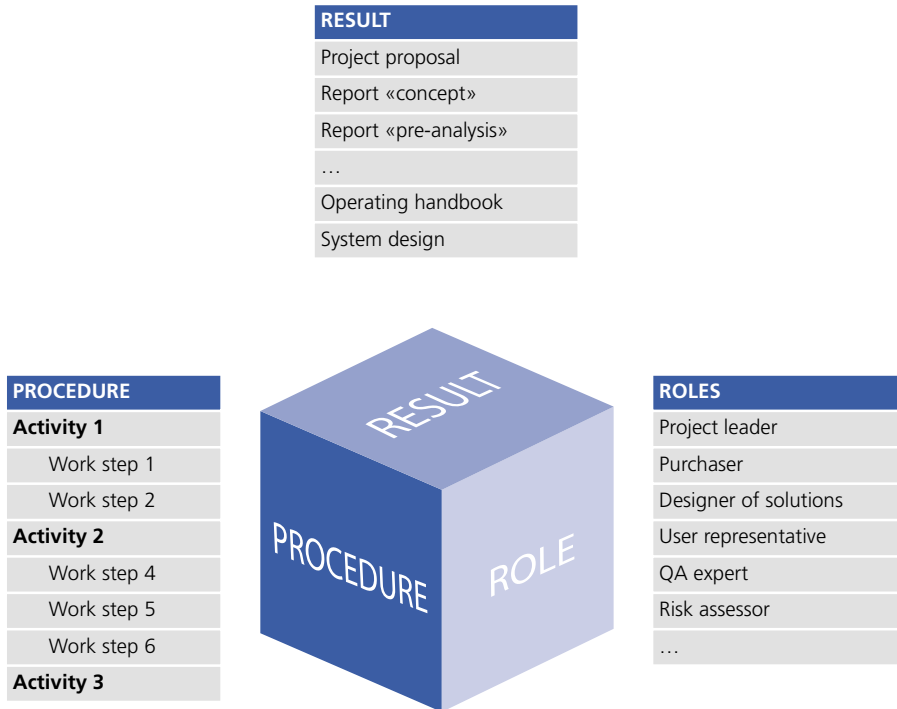 RESULT
Project proposal
Report «concept»
Report «pre-analysis»
…
Operating handbook
System design
PROCEDURE
Activity 1
Work step 1
Work step 2
Activity 2
Work step 4
Work step 5
Work step 6
Activity 3
RESULT
PROCEDURE
ROLE
ROLES
Project leader
Purchaser
Designer of solutions
User representative
QA expert
Risk assessor
…